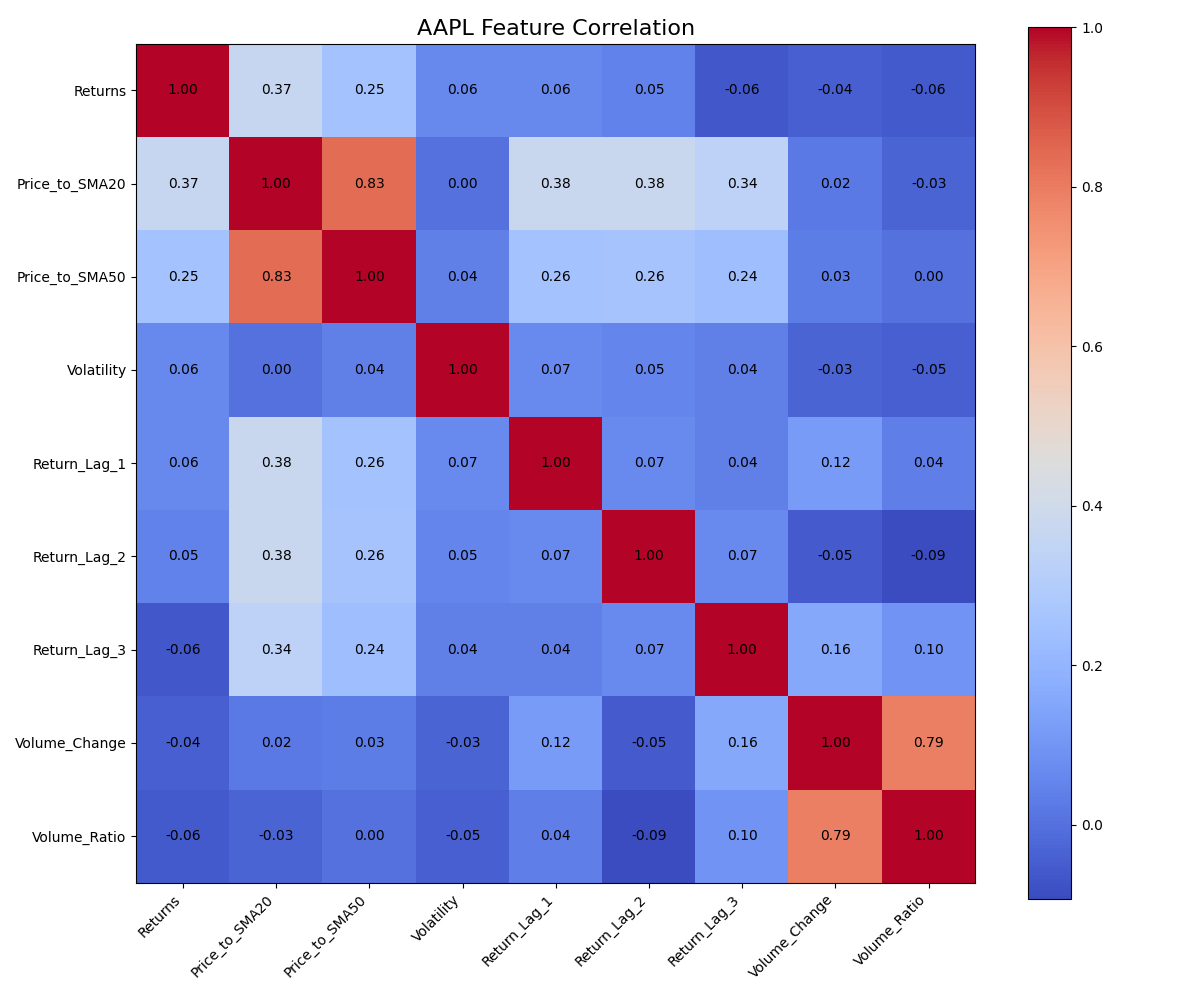 AAPL Feature Correlation
Returns 1.00 0.37 0.25 0.06 0.06 0.05 -0.06 -0.04 -0.06
Price_to_SMA20 0.37 1.00 0.83 0.00 0.38 0.38 0.34 0.02 -0.03
Price_to_SMA50 0.25 0.83 1.00 0.04 0.26 0.26 0.24 0.03 0.00
Volatility 0.06 0.00 0.04 1.00 0.07 0.05 0.04 -0.03 -0.05
Return_Lag_1 0.06 0.38 0.26 0.07 1.00 0.07 0.04 0.12 0.04
Return_Lag_2 0.05 0.38 0.26 0.05 0.07 1.00 0.07 -0.05 -0.09
Return_Lag_3 -0.06 0.34 0.24 0.04 0.04 0.07 1.00 0.16 0.10
Volume_Change -0.04 0.02 0.03 -0.03 0.12 -0.05 0.16 1.00 0.79
Volume_Ratio -0.06 -0.03 0.00 -0.05 0.04 -0.09 0.10 0.79 1.00
Returns Price_to_SMA20 Price_to_SMA50 Volatility Return_Lag_1 Return_Lag_2 Return_Lag_3 Volume_Change Volume_Ratio
1.0
0.8
0.6
0.4
0.2
0.0